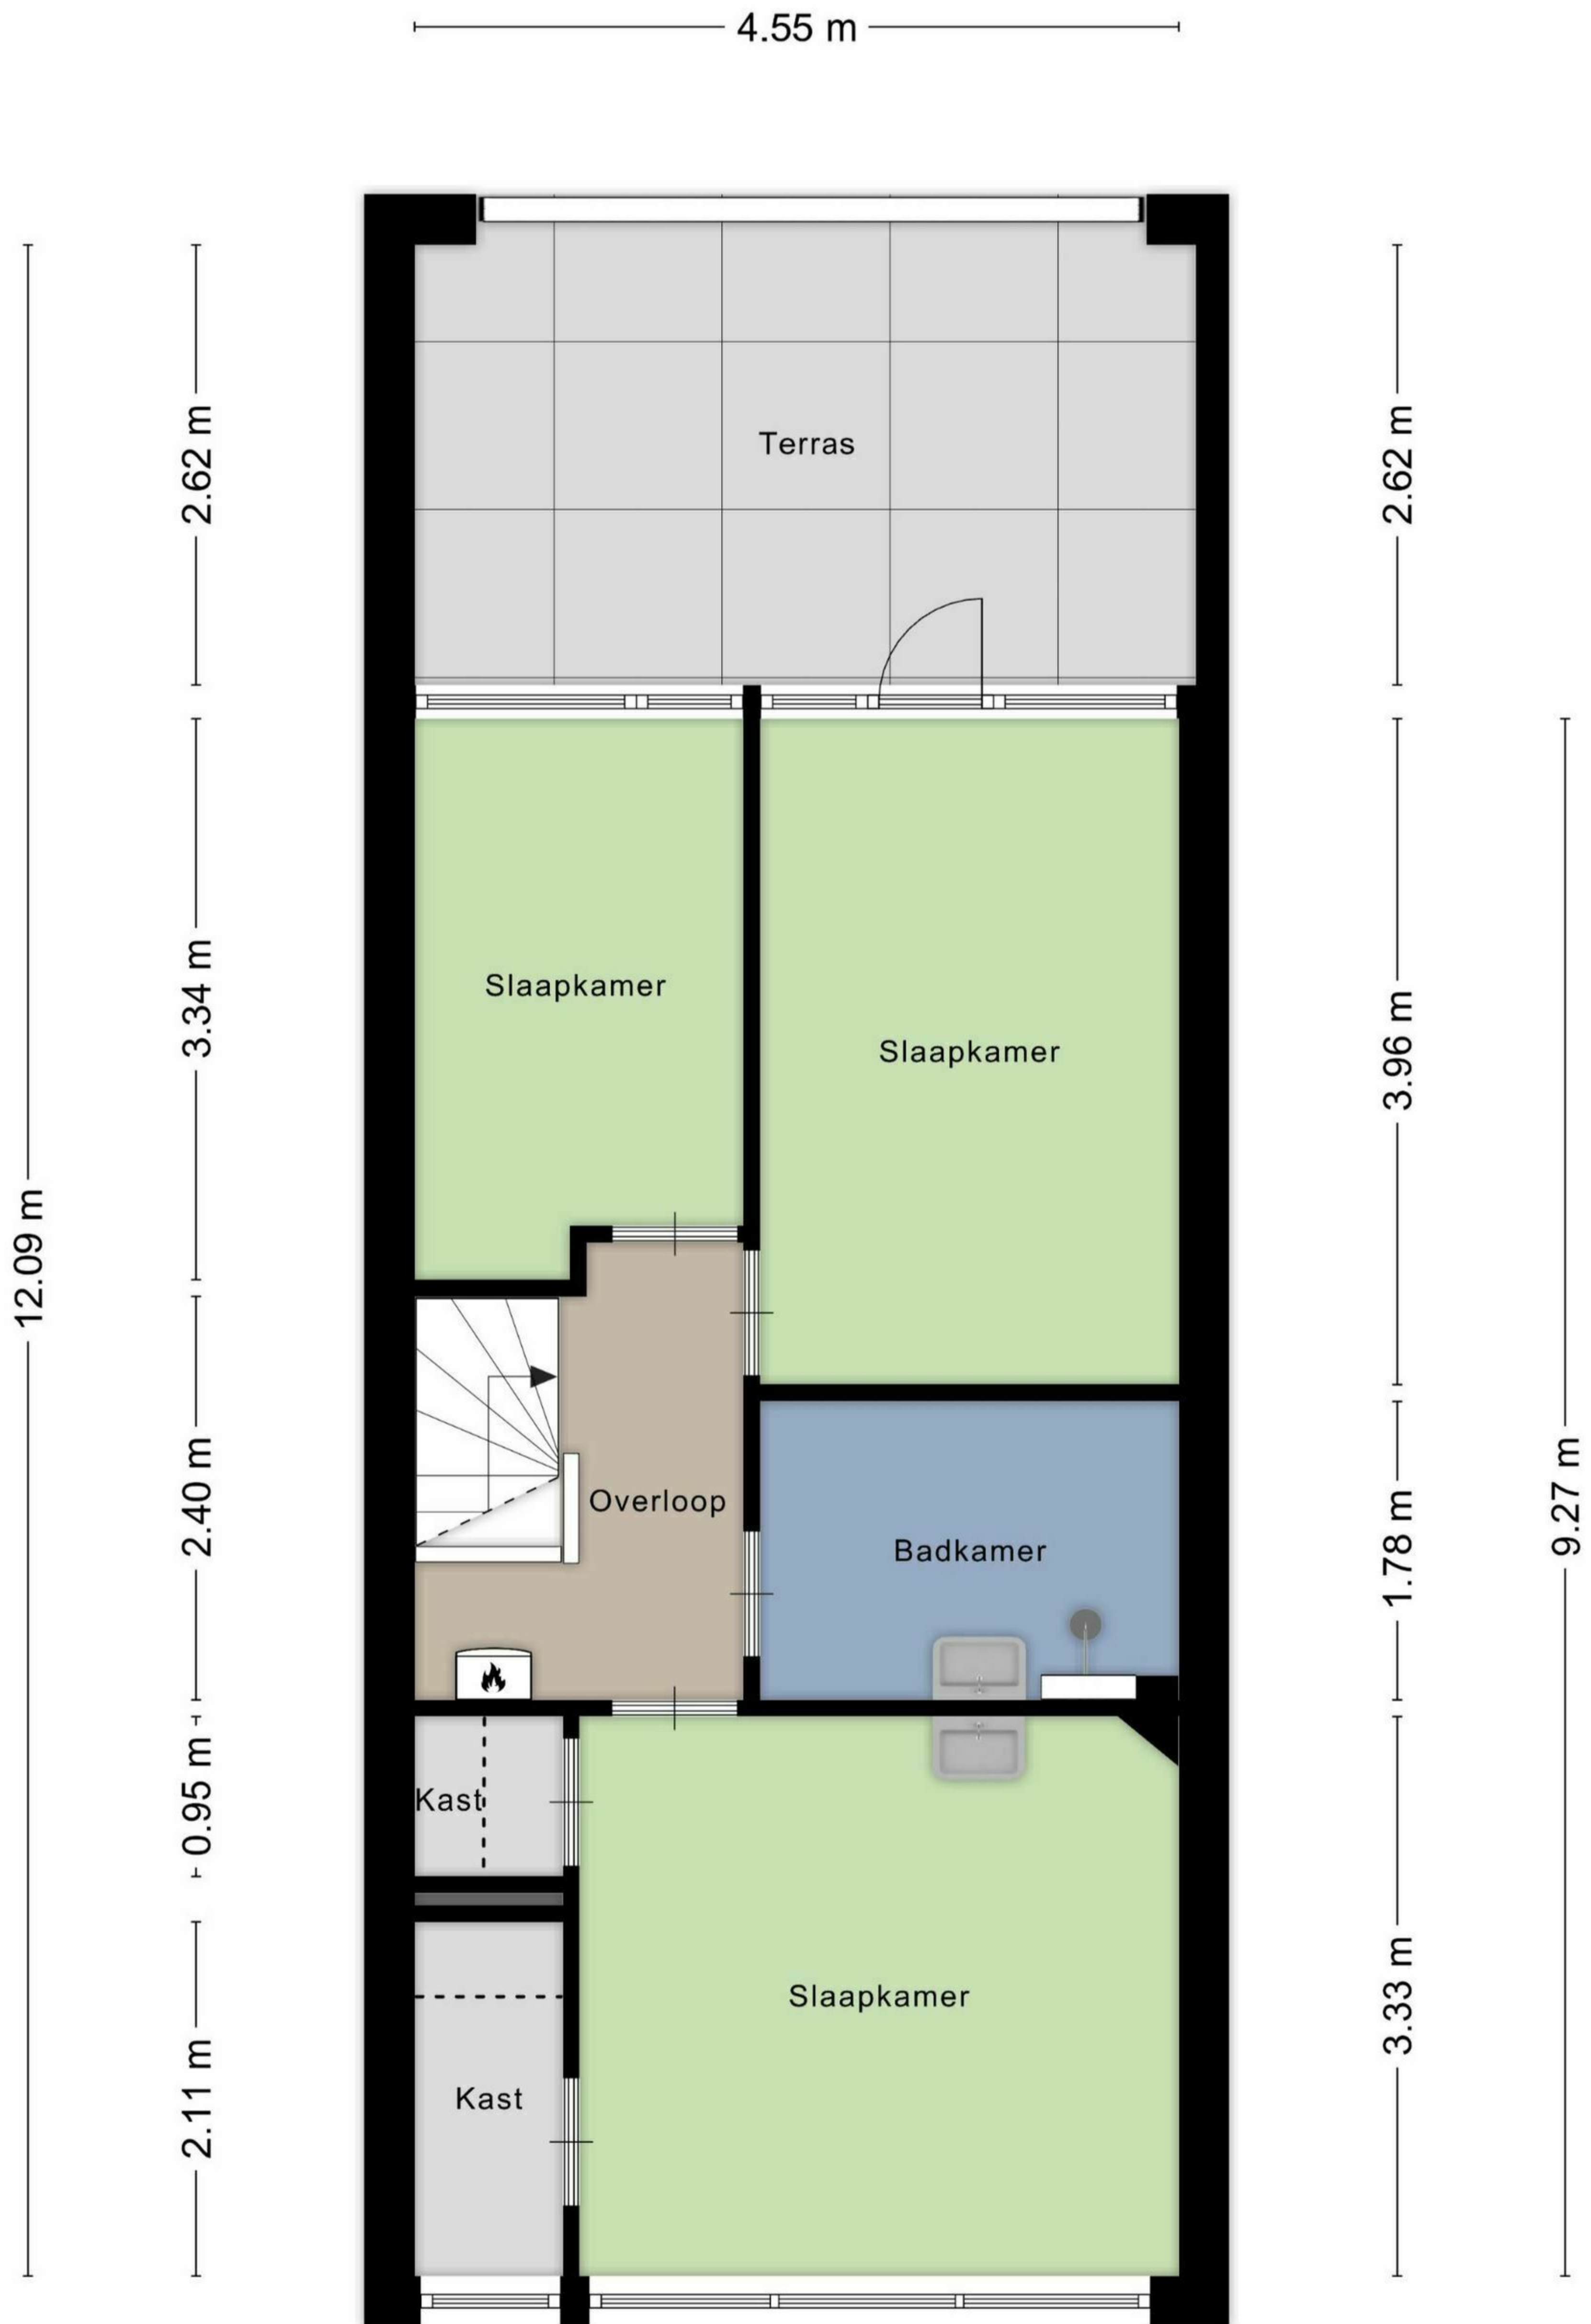 4.55 m
2.62 m
2.62 m
Terras
3.34 m
Slaapkamer
Slaapkamer
3.96 m
12.09 m
2.40 m
Overloop
Badkamer
1.78 m
9.27 m
0.95 m
Kast
Slaapkamer
3.33 m
2.11 m
Kast